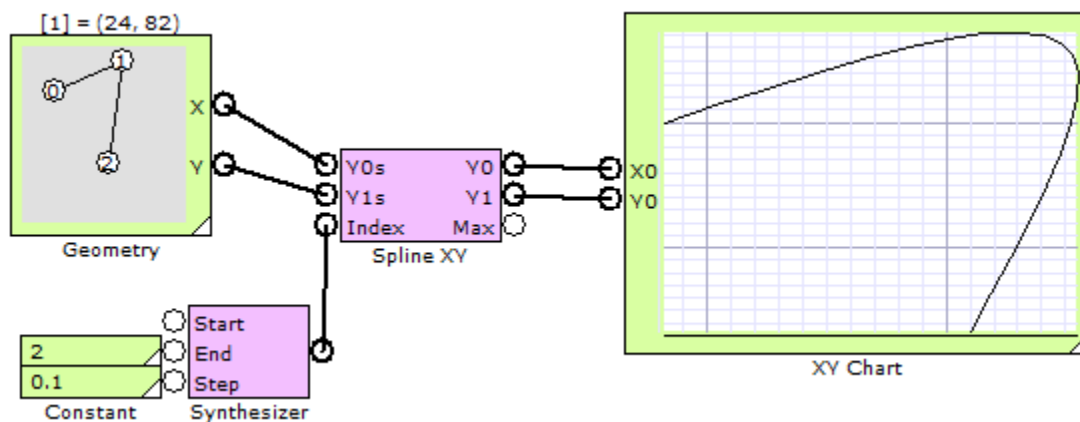 [1] = (24, 82)
0
1
2
X
Y
Geometry
Y0s
Y1s
Index
Y0
Y1
Max
Spline XY
X0
Y0
XY Chart
Start
End
Step
Synthesizer
2
0.1
Constant